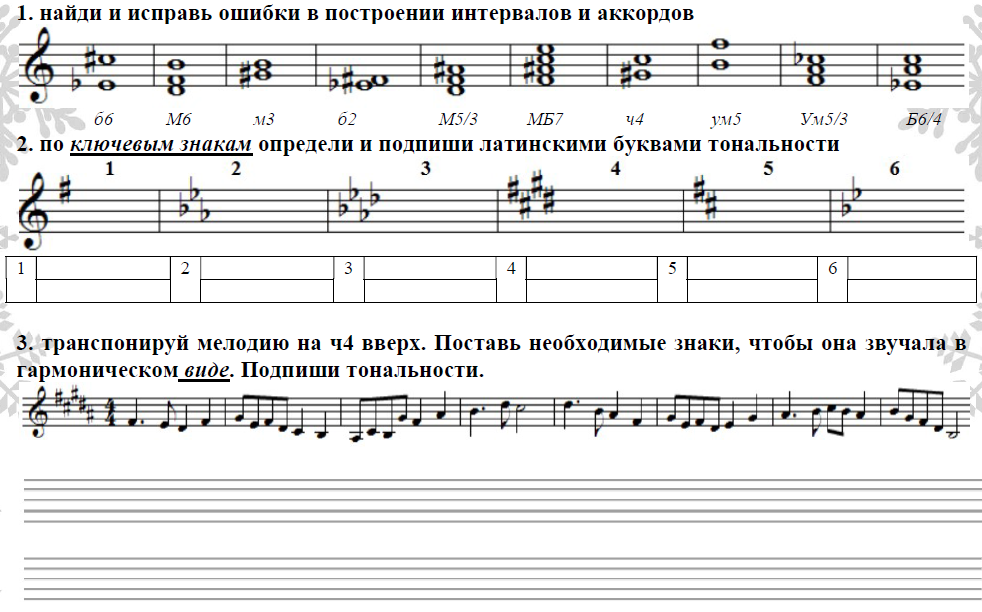 1. найди и исправь ошибки в построении интервалов и аккордов
б6 М6 м3 б2 М5/3 МБ7 ч4 ум5 Ум5/3 Б6/4
2. по ключевым знакам определи и подпиши латинскими буквами тональности
1 2 3 4 5 6
1 2 3 4 5 6
3. транспонируй мелодию на ч4 вверх. Поставь необходимые знаки, чтобы она звучала в
гармоническом виде. Подпиши тональности.
4
4